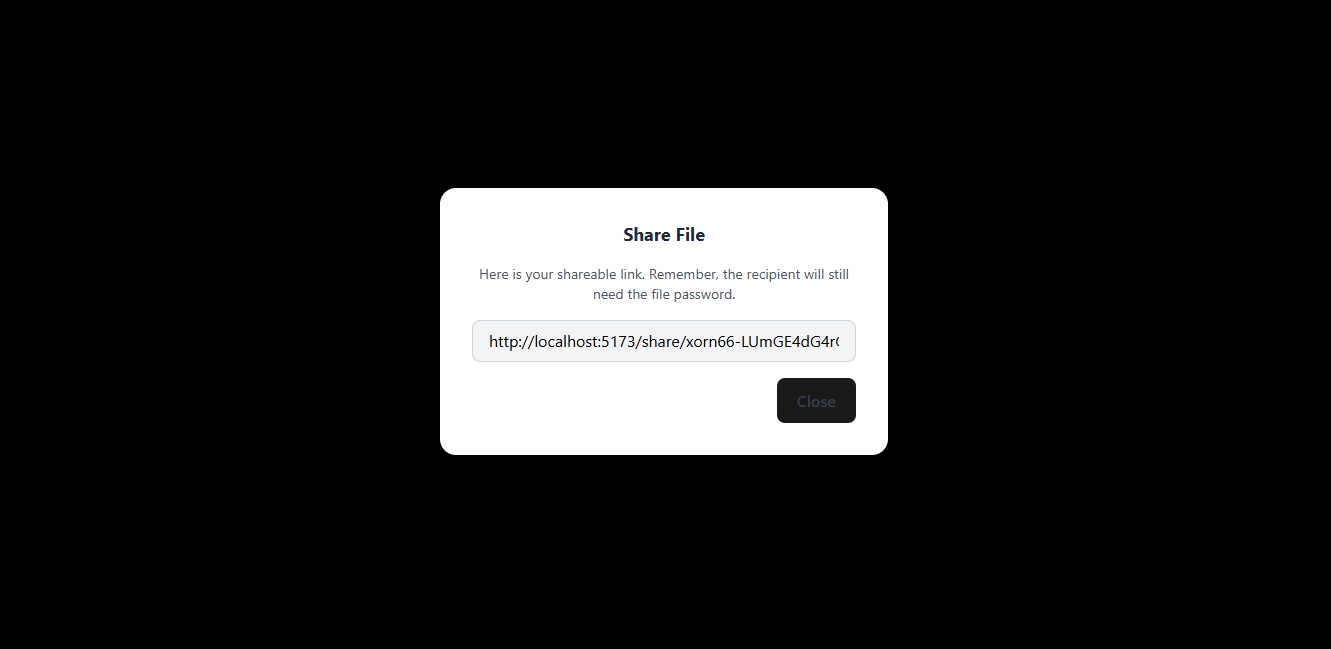 Share File
Here is your shareable link. Remember, the recipient will still
need the file password.
http://localhost:5173/share/xorn66-LUmGE4dG4r
Close